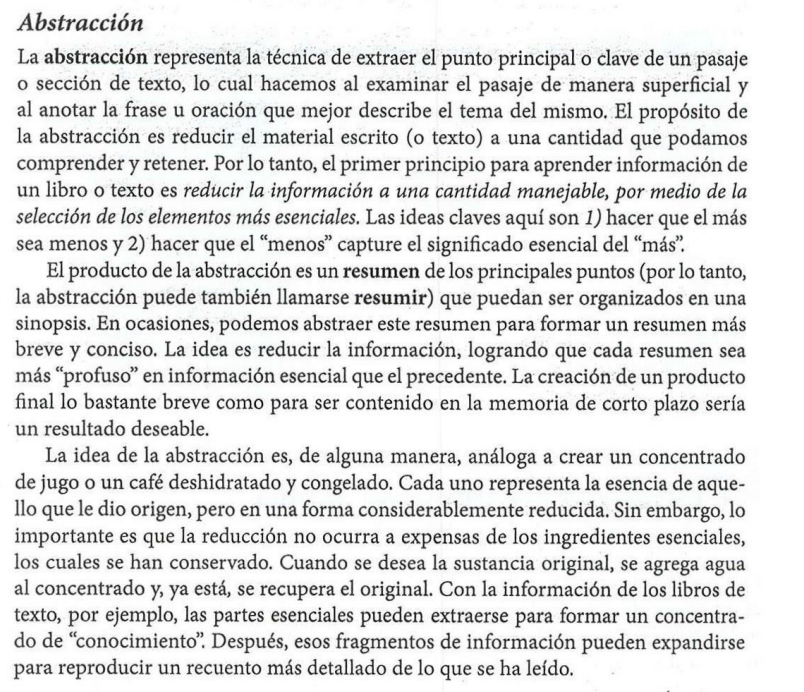 Abstracción
La abstracción representa la técnica de extraer el punto principal o clave de un pasaje
o sección de texto, lo cual hacemos al examinar el pasaje de manera superficial y
al anotar la frase u oración que mejor describe el tema del mismo. El propósito de
la abstracción es reducir el material escrito (o texto) a una cantidad que podamos
comprender y retener. Por lo tanto, el primer principio para aprender información de
un libro o texto es reducir la información a una cantidad manejable, por medio de la
selección de los elementos más esenciales. Las ideas claves aquí son 1) hacer que el más
sea menos y 2) hacer que el “menos” capture el significado esencial del “más”.
El producto de la abstracción es un resumen de los principales puntos (por lo tanto,
la abstracción puede también llamarse resumir) que puedan ser organizados en una
sinopsis. En ocasiones, podemos abstraer este resumen para formar un resumen más
breve y conciso. La idea es reducir la información, logrando que cada resumen sea
más “profuso” en información esencial que el precedente. La creación de un producto
final lo bastante breve como para ser contenido en la memoria de corto plazo sería
un resultado deseable.
La idea de la abstracción es, de alguna manera, análoga a crear un concentrado
de jugo o un café deshidratado y congelado. Cada uno representa la esencia de aque-
llo que le dio origen, pero en una forma considerablemente reducida. Sin embargo, lo
importante es que la reducción no ocurra a expensas de los ingredientes esenciales,
los cuales se han conservado. Cuando se desea la sustancia original, se agrega agua
al concentrado y, ya está, se recupera el original. Con la información de los libros de
texto, por ejemplo, las partes esenciales pueden extraerse para formar un concentra-
do de “conocimiento”. Después, esos fragmentos de información pueden expandirse
para reproducir un recuento más detallado de lo que se ha leído.